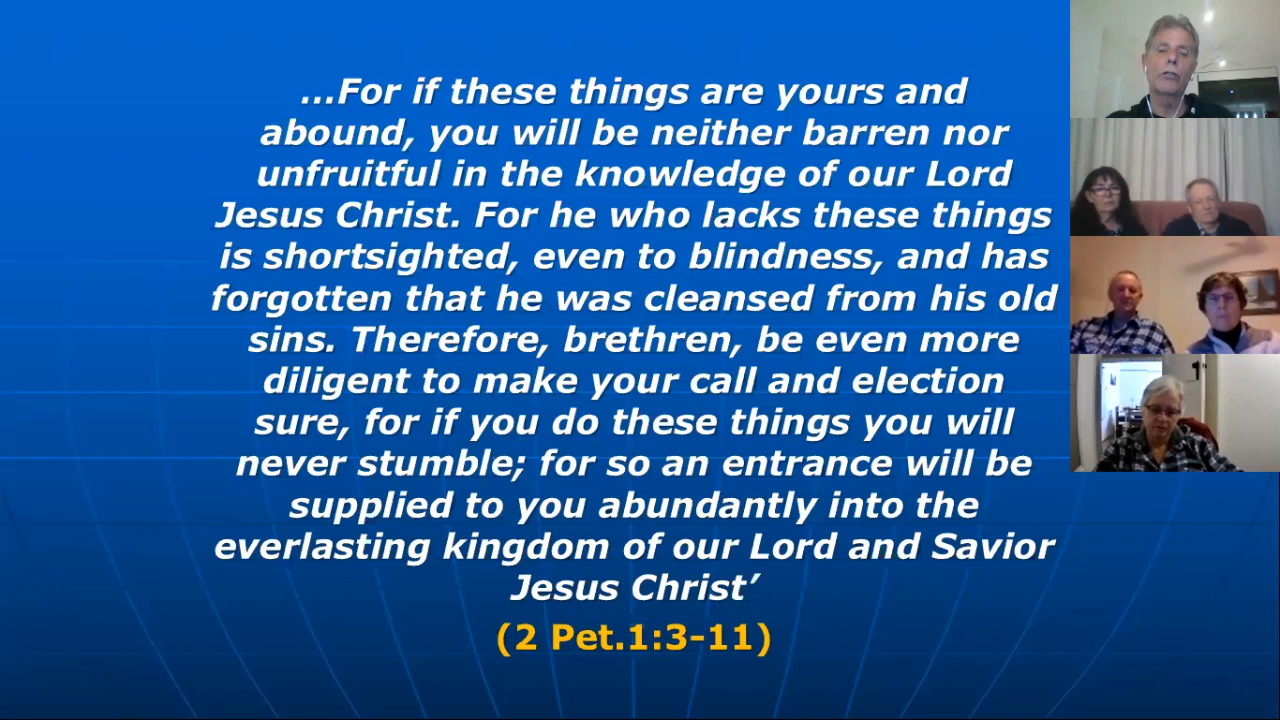 …For if these things are yours and
abound, you will be neither barren nor
unfruitful in the knowledge of our Lord
Jesus Christ. For he who lacks these things
is shortsighted, even to blindness, and has
forgotten that he was cleansed from his old
sins. Therefore, brethren, be even more
diligent to make your call and election
sure, for if you do these things you will
never stumble; for so an entrance will be
supplied to you abundantly into the
everlasting kingdom of our Lord and Savior
Jesus Christ’
(2 Pet.1:3-11)